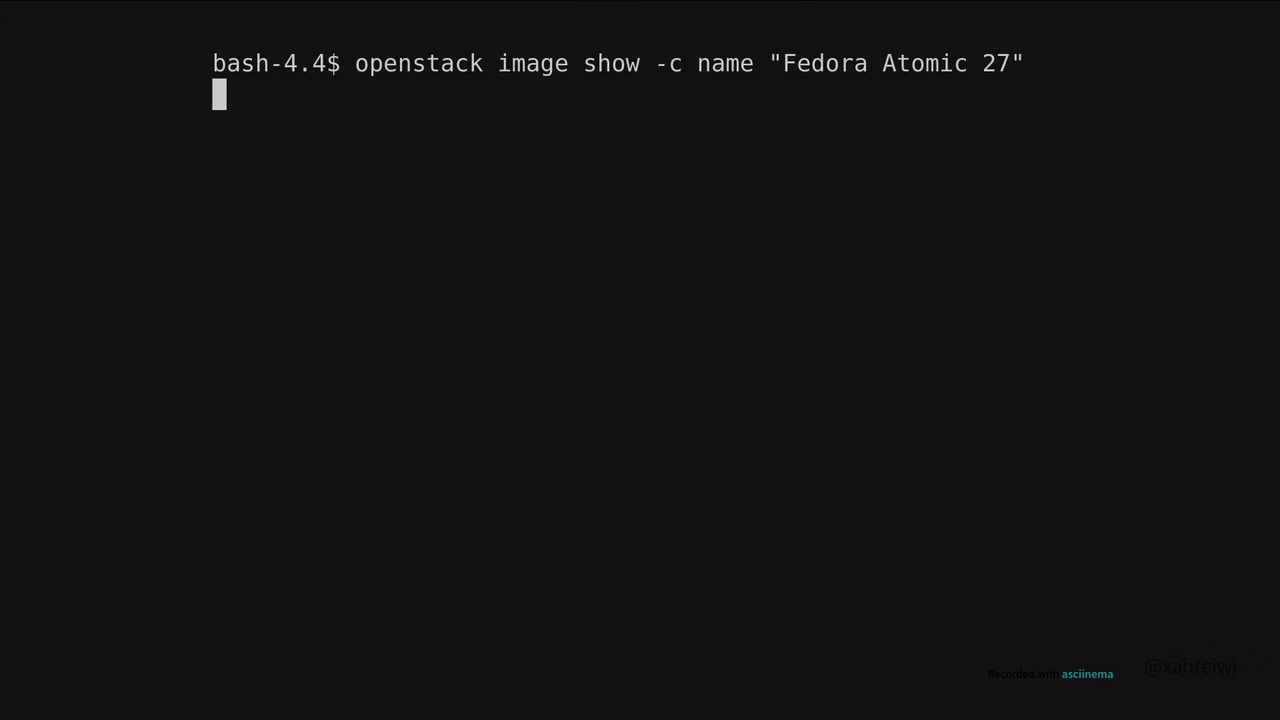 bash-4.4$ openstack image show -c name "Fedora Atomic 27"
Recorded with asciinema
@xahteiwi